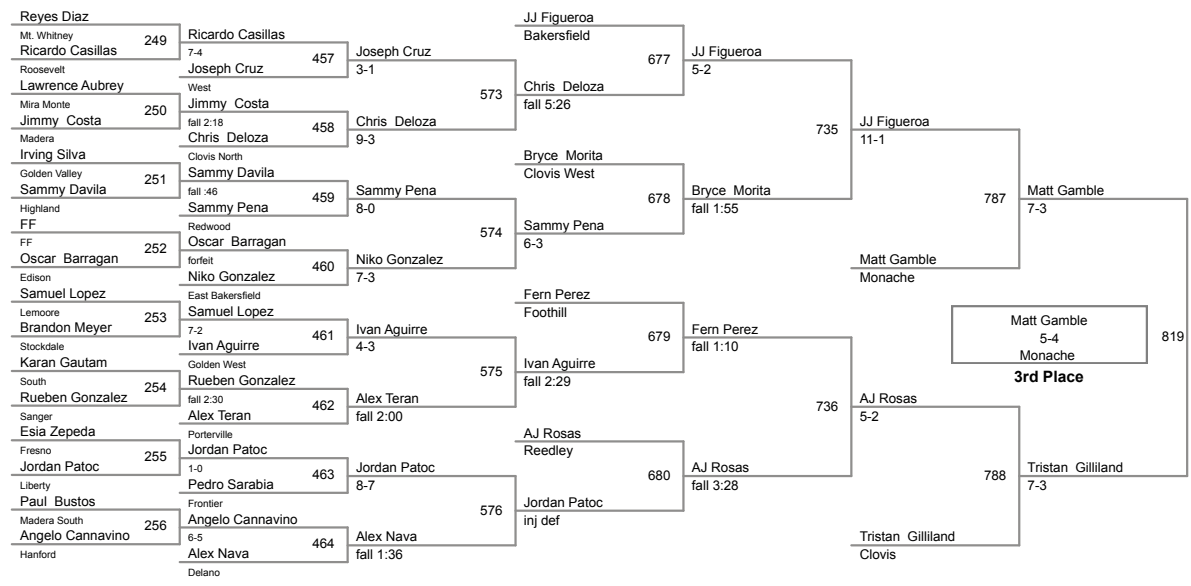 Reyes Diaz
Mt. Whitney
249
Ricardo Casillas
Roosevelt
Lawrence Aubrey
Mira Monte
250
Jimmy Costa
Madera
Irving Silva
Golden Valley
251
Sammy Davila
Highland
FF
FF
252
Oscar Barragan
Edison
Samuel Lopez
Lemoore
253
Brandon Meyer
Stockdale
Karan Gautam
South
254
Rueben Gonzalez
Sanger
Esia Zepeda
Fresno
255
Jordan Patoc
Liberty
Paul Bustos
Madera South
256
Angelo Cannavino
Hanford
Ricardo Casillas
7-4
457
Joseph Cruz
West
Jimmy Costa
fall 2:18
458
Chris Deloza
Clovis North
Sammy Davila
fall :46
459
Sammy Pena
Redwood
Oscar Barragan
forfeit
460
Niko Gonzalez
East Bakersfield
Samuel Lopez
7-2
461
Ivan Aguirre
Golden West
Rueben Gonzalez
fall 2:30
462
Alex Teran
Porterville
Jordan Patoc
1-0
463
Pedro Sarabia
Frontier
Angelo Cannavino
6-5
464
Alex Nava
Delano
Joseph Cruz
3-1
573
Chris Deloza
9-3
Sammy Pena
8-0
574
Niko Gonzalez
7-3
Ivan Aguirre
4-3
575
Alex Teran
fall 2:00
Jordan Patoc
8-7
576
Alex Nava
fall 1:36
JJ Figueroa
Bakersfield
677
Chris Deloza
fall 5:26
Bryce Morita
Clovis West
678
Sammy Pena
6-3
Fern Perez
Foothill
679
Ivan Aguirre
fall 2:29
AJ Rosas
Reedley
680
Jordan Patoc
inj def
JJ Figueroa
5-2
735
Bryce Morita
fall 1:55
Fern Perez
fall 1:10
736
AJ Rosas
fall 3:28
JJ Figueroa
11-1
787
Matt Gamble
Monache
AJ Rosas
5-2
788
Tristan Gilliland
Clovis
Matt Gamble
7-3
819
Tristan Gilliland
7-3
Matt Gamble
5-4
Monache
3rd Place